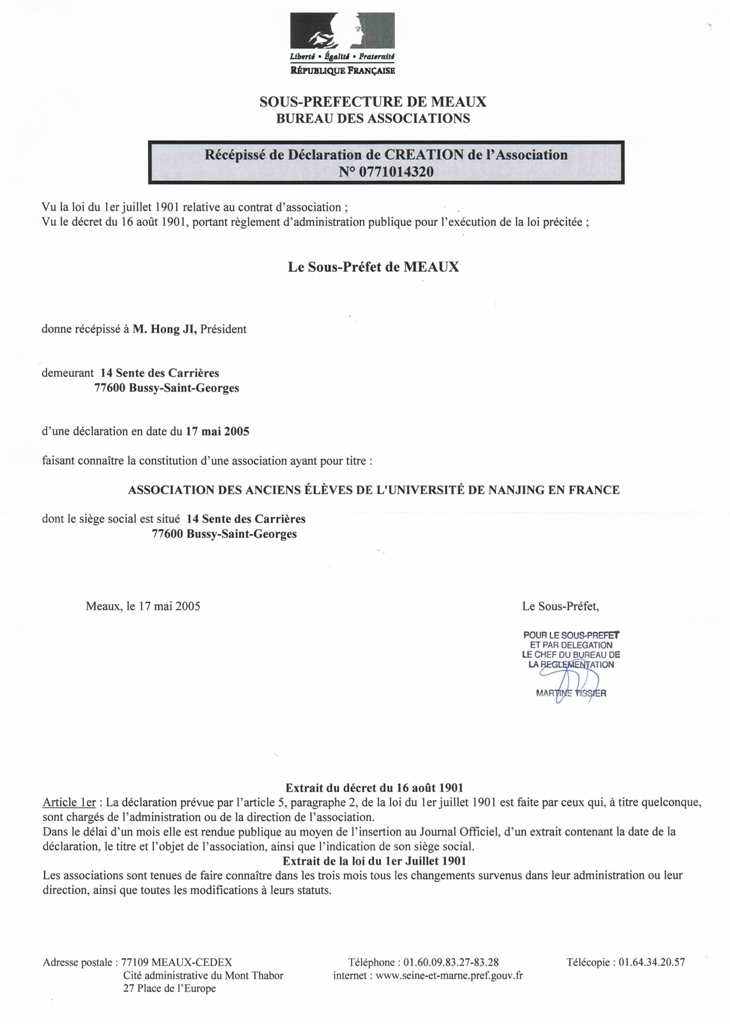 Liberté • Égalité • Fraternité
RÉPUBLIQUE FRANÇAISE
SOUS-PREFECTURE DE MEAUX
BUREAU DES ASSOCIATIONS
Récépissé de Déclaration de CREATION de l'Association
N° 0771014320
Vu la loi du 1er juillet 1901 relative au contrat d'association ;
Vu le décret du 16 août 1901, portant règlement d'administration publique pour l'exécution de la loi précitée ;
Le Sous-Préfet de MEAUX
donne récépissé à M. Hong JI, Président
demeurant 14 Sente des Carrières
77600 Bussy-Saint-Georges
d'une déclaration en date du 17 mai 2005
faisant connaître la constitution d'une association ayant pour titre :
ASSOCIATION DES ANCIENS ÉLÈVES DE L'UNIVERSITÉ DE NANJING EN FRANCE
dont le siège social est situé 14 Sente des Carrières
77600 Bussy-Saint-Georges
Meaux, le 17 mai 2005
Le Sous-Préfet,
POUR LE SOUS-PREFET
ET PAR DELEGATION
LE CHEF DU BUREAU DE
LA REGLEMENTATION
MARTINE TISSIER
Extrait du décret du 16 août 1901
Article 1er : La déclaration prévue par l'article 5, paragraphe 2, de la loi du 1er juillet 1901 est faite par ceux qui, à titre quelconque,
sont chargés de l'administration ou de la direction de l'association.
Dans le délai d'un mois elle est rendue publique au moyen de l'insertion au Journal Officiel, d'un extrait contenant la date de la
déclaration, le titre et l'objet de l'association, ainsi que l'indication de son siège social.
Extrait de la loi du 1er Juillet 1901
Les associations sont tenues de faire connaître dans les trois mois tous les changements survenus dans leur administration ou leur
direction, ainsi que toutes les modifications à leurs statuts.
Adresse postale : 77109 MEAUX-CEDEX
Cité administrative du Mont Thabor
27 Place de l'Europe
Téléphone : 01.60.09.83.27-83.28
internet : www.seine-et-marne.pref.gouv.fr
Télécopie : 01.64.34.20.57